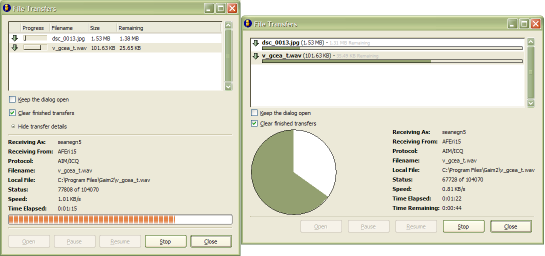 File Transfers
Progress Filename Size Remaining
dsc_0013.jpg 1.53 MB 1.38 MB
v_gcea_t.wav 101.63 KB 25.65 KB
Keep the dialog open
Clear finished transfers
Hide transfer details
Receiving As: seanegn5
Receiving From: AFEri15
Protocol: AIM/ICQ
Filename: v_gcea_t.wav
Local File: C:\Program Files\Gaim2\v_gcea_t.wav
Status: 77808 of 104070
Speed: 1.01 KB/s
Time Elapsed: 0:01:15
Open Pause Resume Stop Close
File Transfers
dsc_0013.jpg (1.53 MB) - 1.31 MB Remaining
v_gcea_t.wav (101.63 KB) - Remaining
Keep the dialog open
Clear finished transfers
Receiving As: seanegn5
Receiving From: AFEri15
Protocol: AIM/ICQ
Filename: v_gcea_t.wav
Local File: C:\Program Files\Gaim2\v_gcea_t.wav
Status: 67728 of 104070
Speed: 0.81 KB/s
Time Elapsed: 0:01:22
Time Remaining: 0:00:44
Open Pause Resume Stop Close